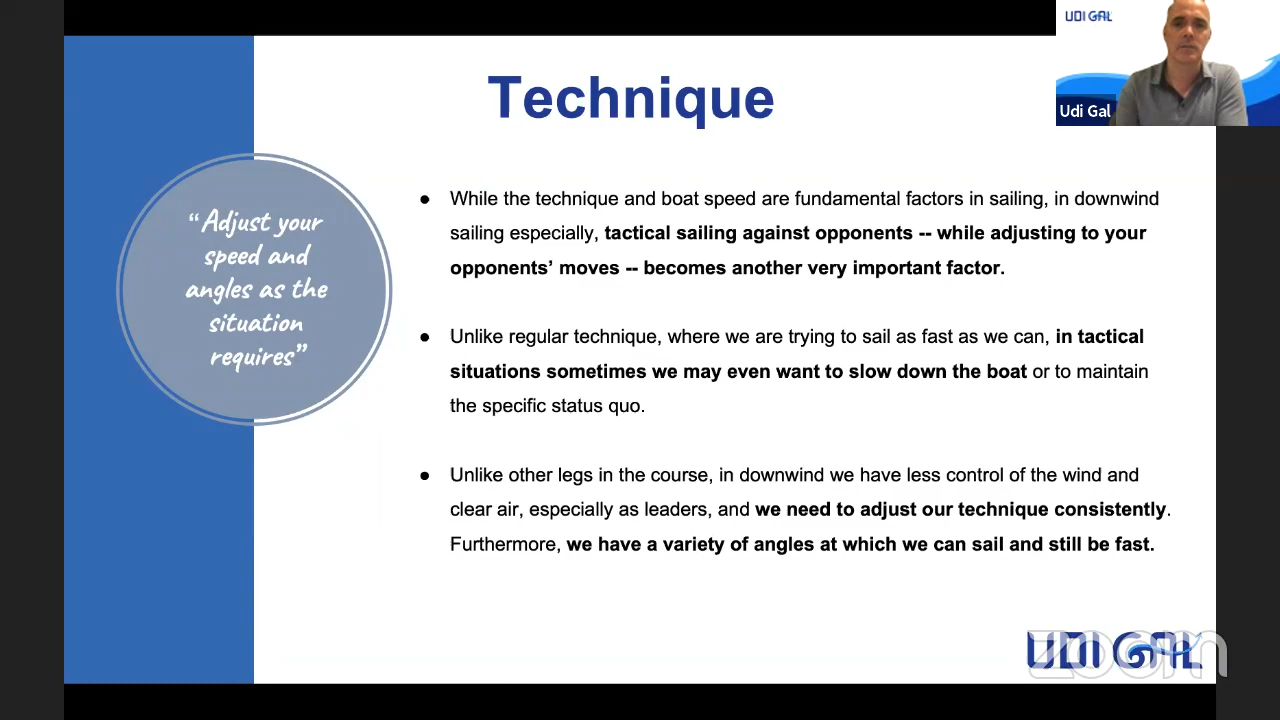 UDI GAL
Udi Gal
Technique
“Adjust your
speed and
angles as the
situation
requires”
● While the technique and boat speed are fundamental factors in sailing, in downwind
sailing especially, tactical sailing against opponents -- while adjusting to your
opponents’ moves -- becomes another very important factor.
● Unlike regular technique, where we are trying to sail as fast as we can, in tactical
situations sometimes we may even want to slow down the boat or to maintain
the specific status quo.
● Unlike other legs in the course, in downwind we have less control of the wind and
clear air, especially as leaders, and we need to adjust our technique consistently.
Furthermore, we have a variety of angles at which we can sail and still be fast.
UDI GAL
zoom